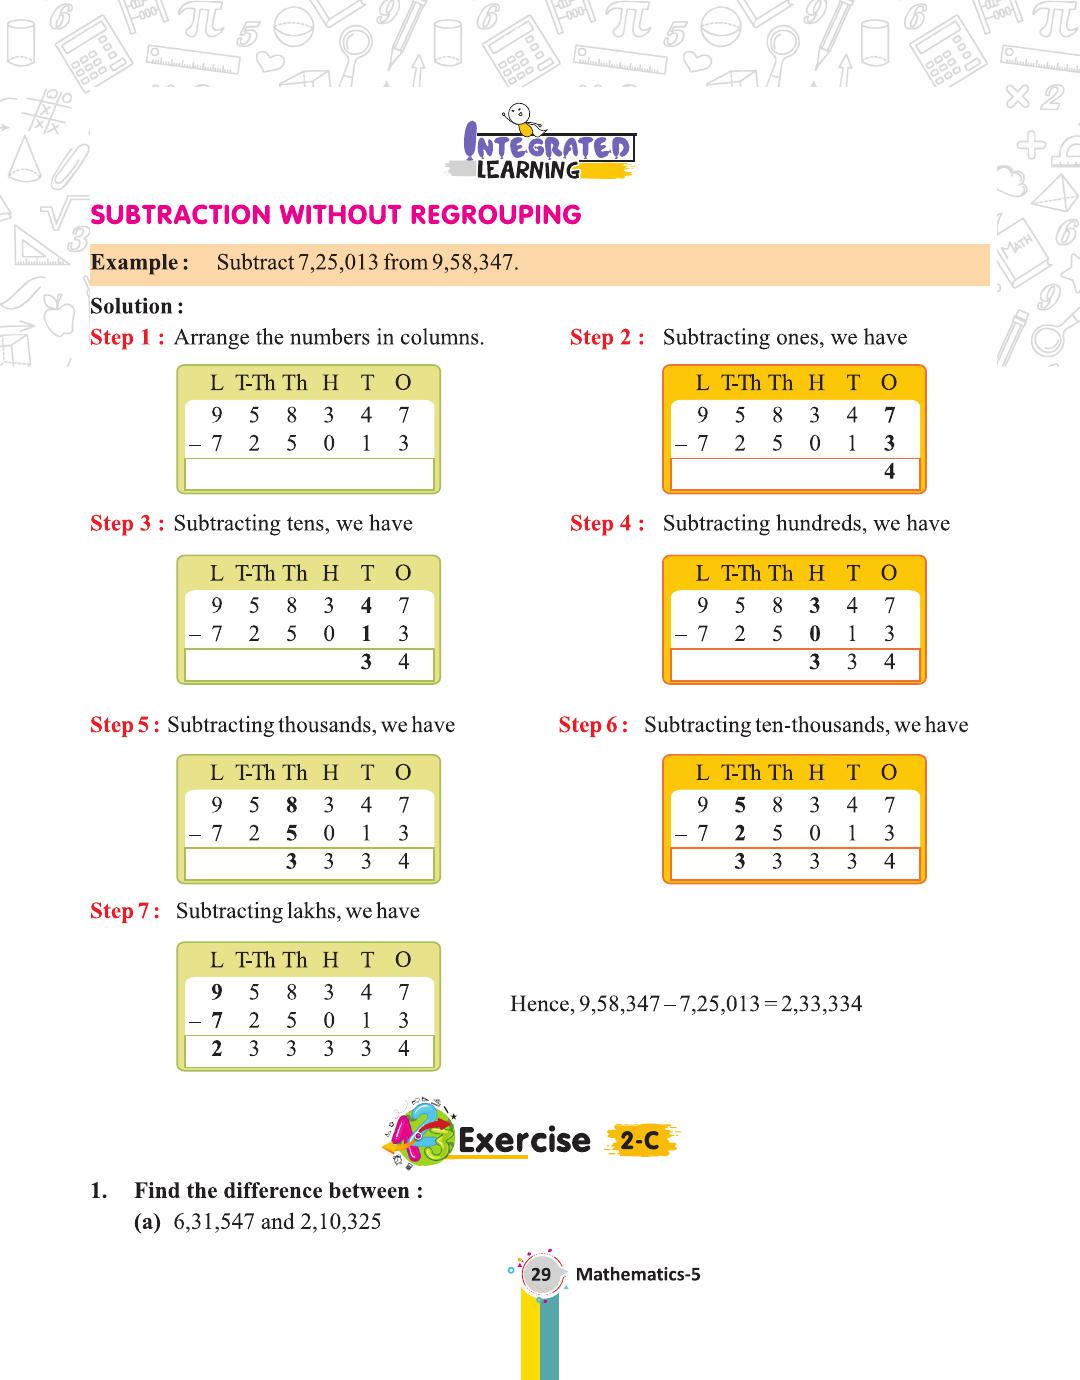 INTEGRATED
LEARNING
SUBTRACTION WITHOUT REGROUPING
Example : Subtract 7,25,013 from 9,58,347.
Solution :
Step 1 : Arrange the numbers in columns.
L T-Th Th H T O
9 5 8 3 4 7
– 7 2 5 0 1 3
Step 2 : Subtracting ones, we have
L T-Th Th H T O
9 5 8 3 4 7
– 7 2 5 0 1 3
4
Step 3 : Subtracting tens, we have
L T-Th Th H T O
9 5 8 3 4 7
– 7 2 5 0 1 3
3 4
Step 4 : Subtracting hundreds, we have
L T-Th Th H T O
9 5 8 3 4 7
– 7 2 5 0 1 3
3 3 4
Step 5 : Subtracting thousands, we have
L T-Th Th H T O
9 5 8 3 4 7
– 7 2 5 0 1 3
3 3 3 4
Step 6 : Subtracting ten-thousands, we have
L T-Th Th H T O
9 5 8 3 4 7
– 7 2 5 0 1 3
3 3 3 3 4
Step 7 : Subtracting lakhs, we have
L T-Th Th H T O
9 5 8 3 4 7
– 7 2 5 0 1 3
2 3 3 3 3 4
Hence, 9,58,347 – 7,25,013 = 2,33,334
Exercise 2-C
1. Find the difference between :
(a) 6,31,547 and 2,10,325
29 Mathematics-5